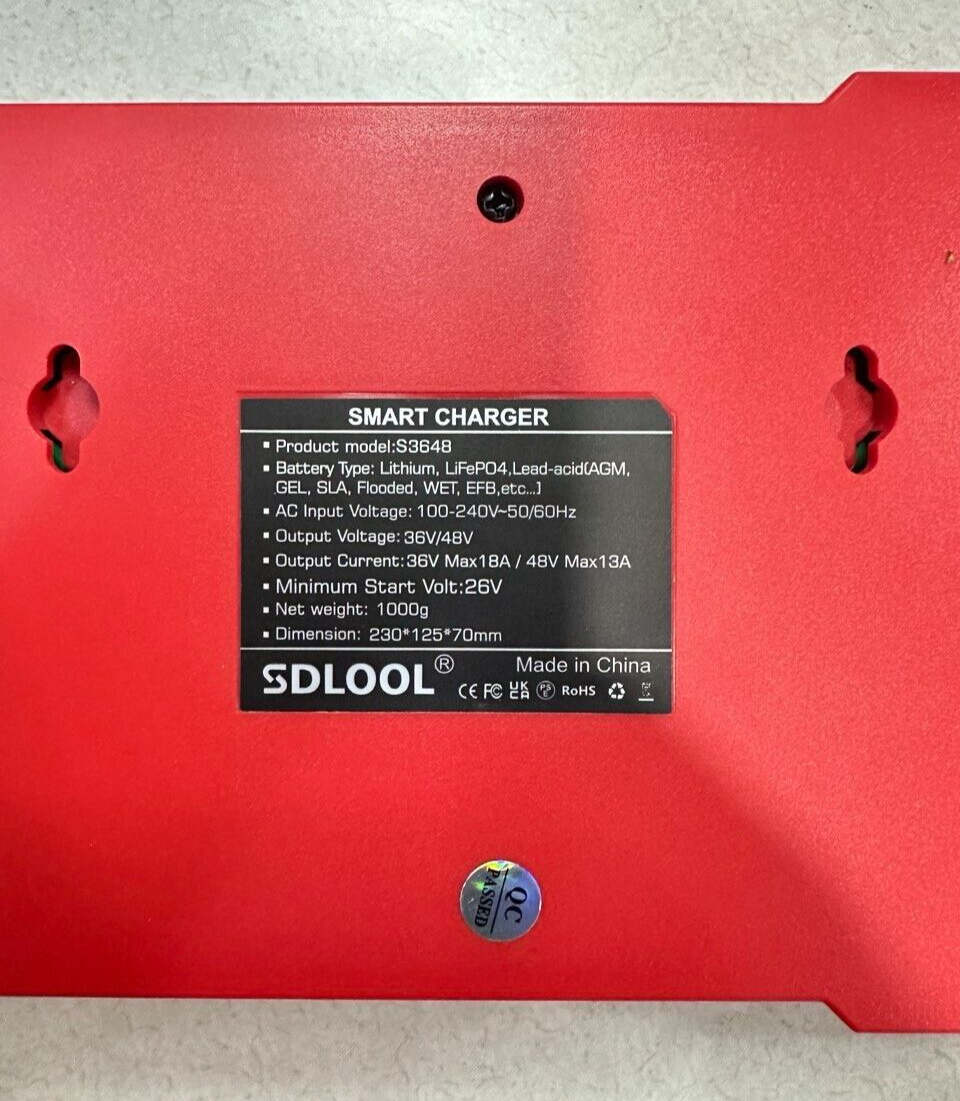 SMART CHARGER
▪ Product model:S3648
▪ Battery Type: Lithium, LiFePO4,Lead-acid(AGM,
GEL, SLA, Flooded, WET, EFB,etc...)
▪ AC Input Voltage: 100-240V~50/60Hz
▪ Output Voltage: 36V/48V
▪ Output Current:36V Max18A / 48V Max13A
▪ Minimum Start Volt:26V
▪ Net weight: 1000g
▪ Dimension: 230*125*70mm
SDLOOL® Made in China
CE FC UK CA PS E RoHS
QC
PASSED